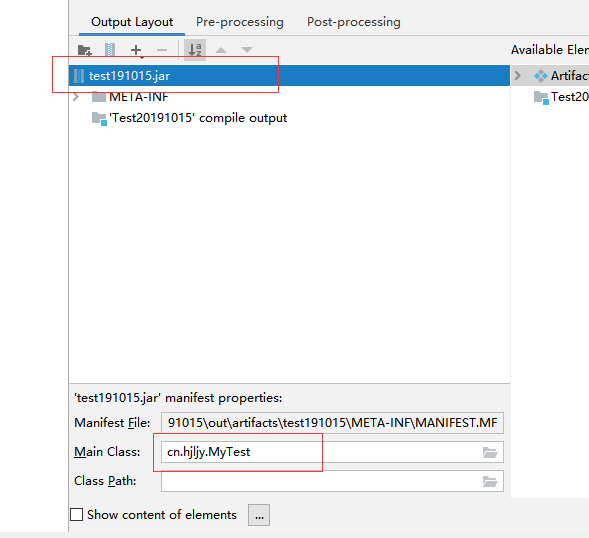 Output Layout Pre-processing Post-processing
Available Elem
test191015.jar
Artifac
META-INF
Test20
'Test20191015' compile output
'test191015.jar' manifest properties:
Manifest File: 91015\out\artifacts\test191015\META-INF\MANIFEST.MF
Main Class: cn.hjljy.MyTest
Class Path:
Show content of elements ...